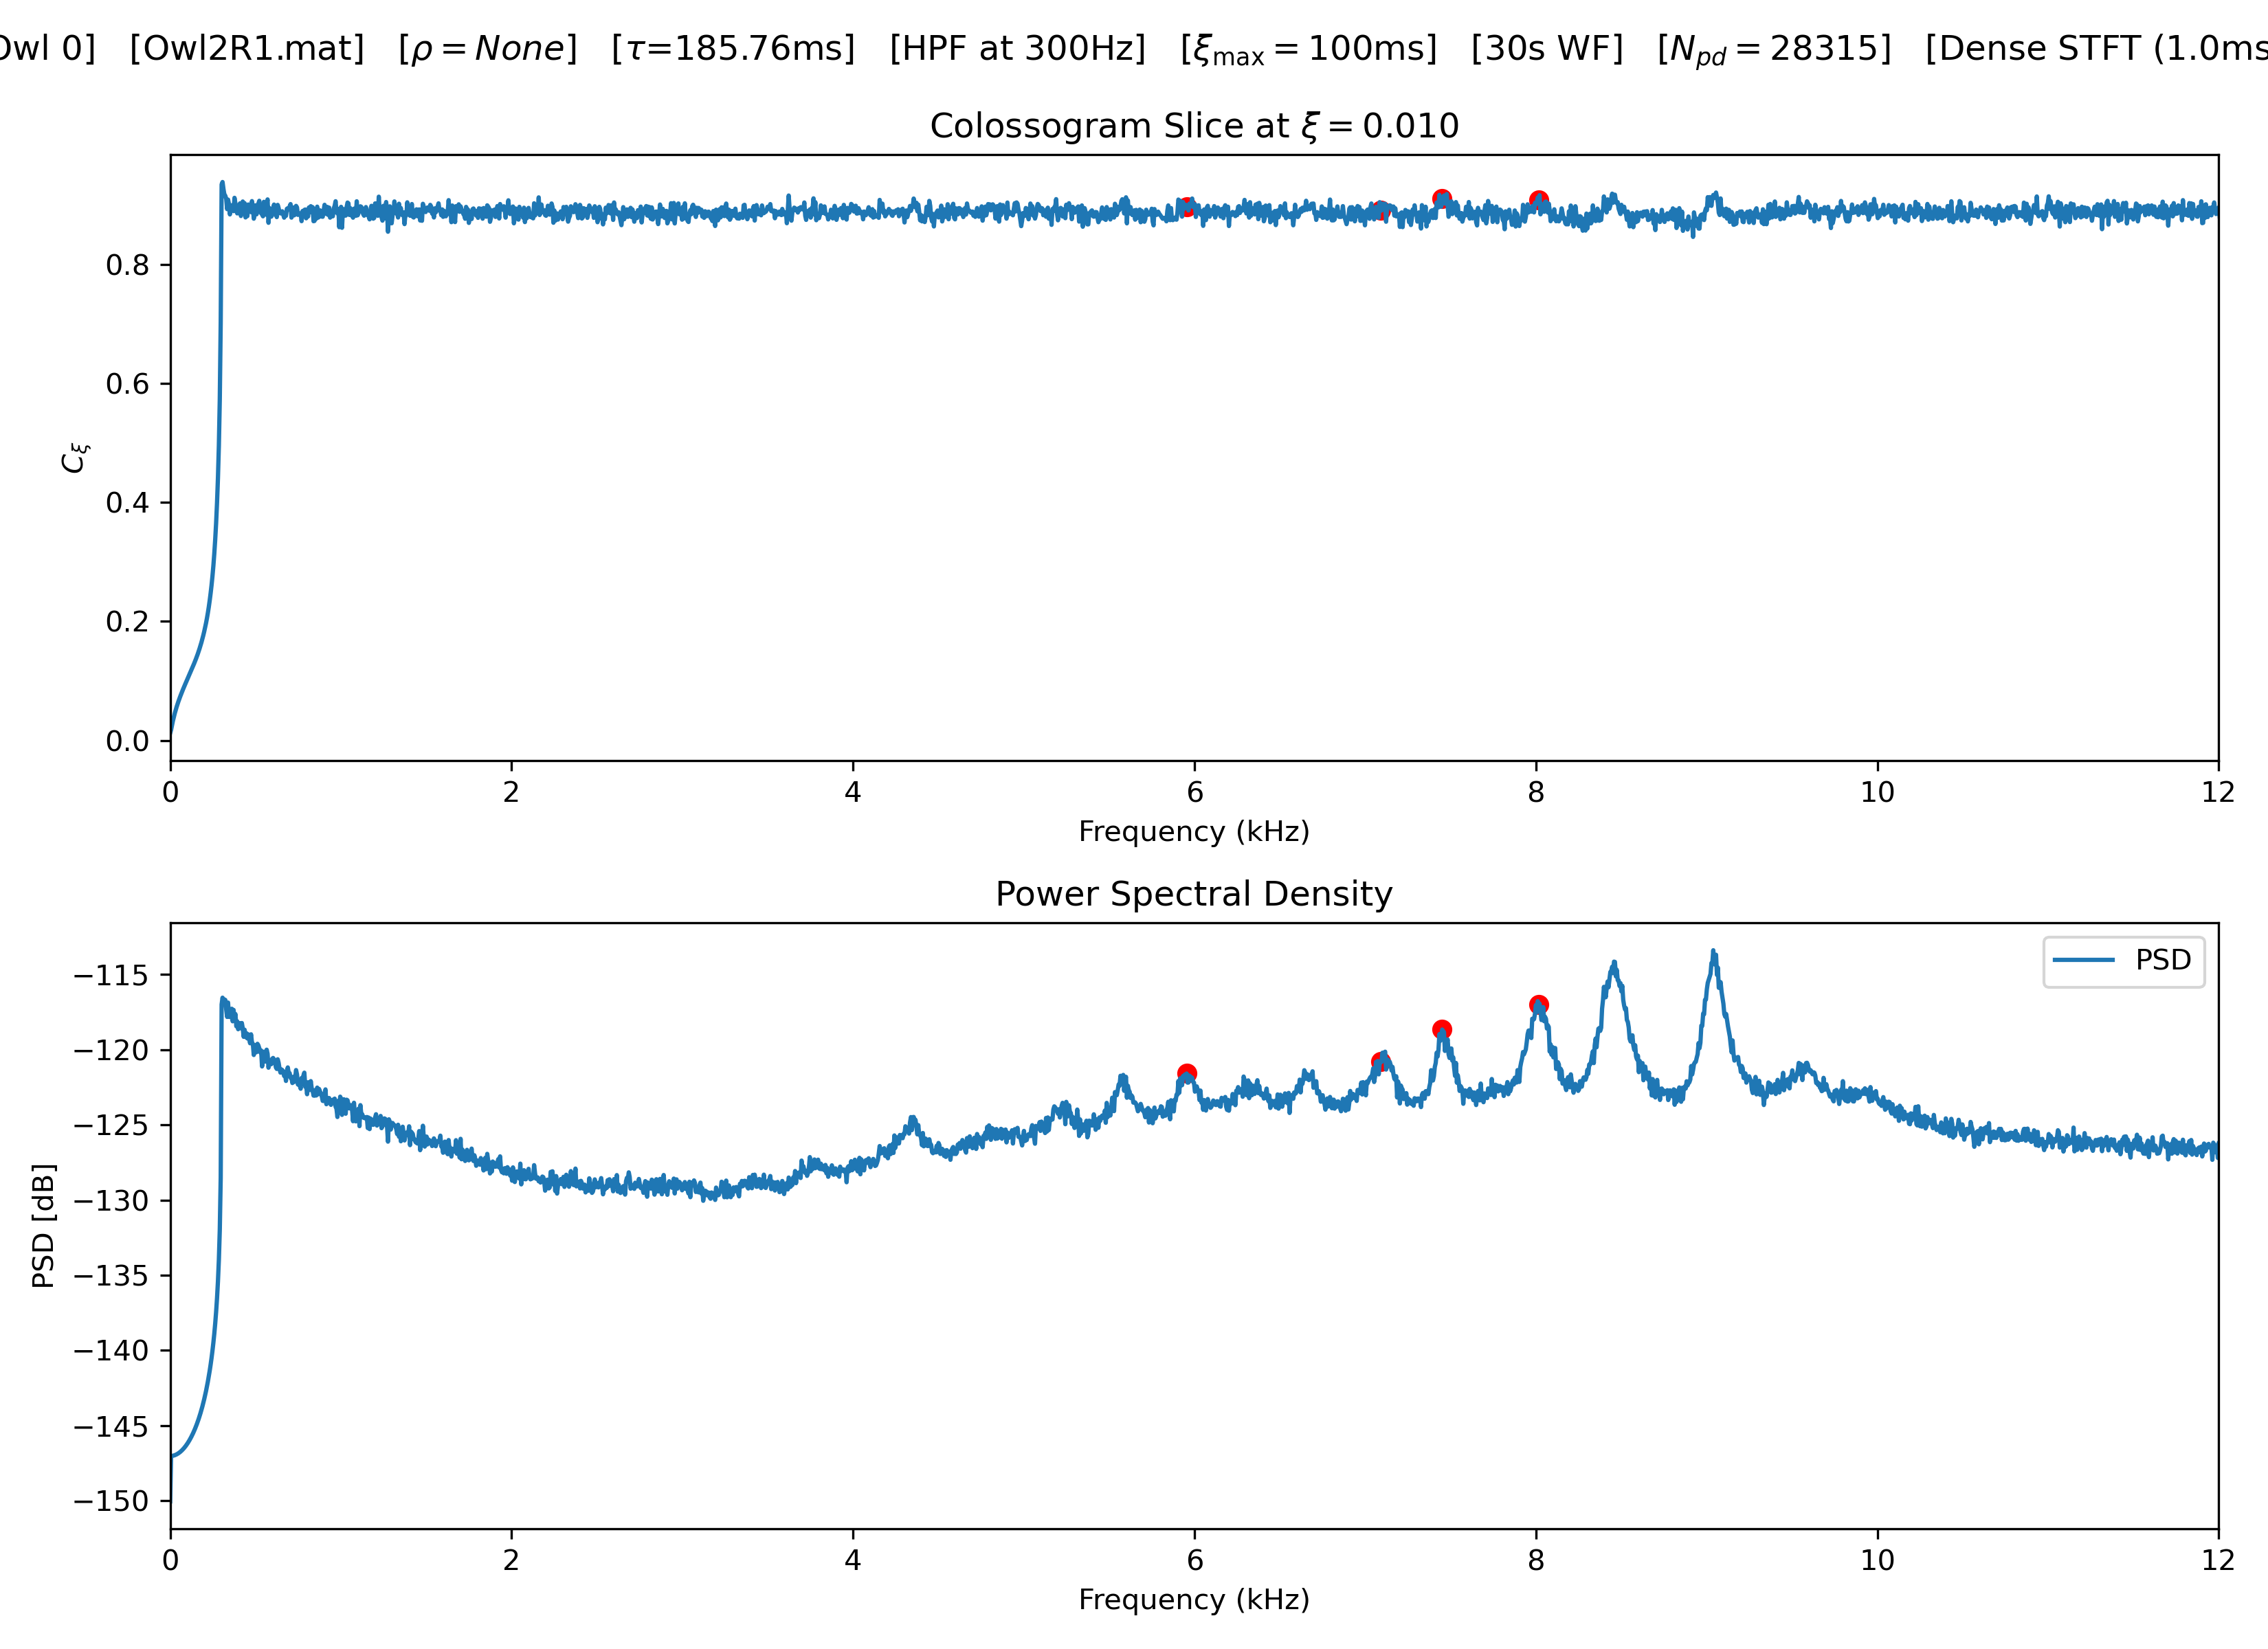 Owl 0] [Owl2R1.mat] [ρ = None] [τ=185.76ms] [HPF at 300Hz] [ξmax = 100ms] [30s WF] [Npd = 28315] [Dense STFT (1.0ms
Colossogram Slice at ξ = 0.010
0.8
0.6
0.4
0.2
0.0
Cξ
0 2 4 6 8 10 12
Frequency (kHz)
Power Spectral Density
PSD
−115
−120
−125
−130
−135
−140
−145
−150
PSD [dB]
0 2 4 6 8 10 12
Frequency (kHz)